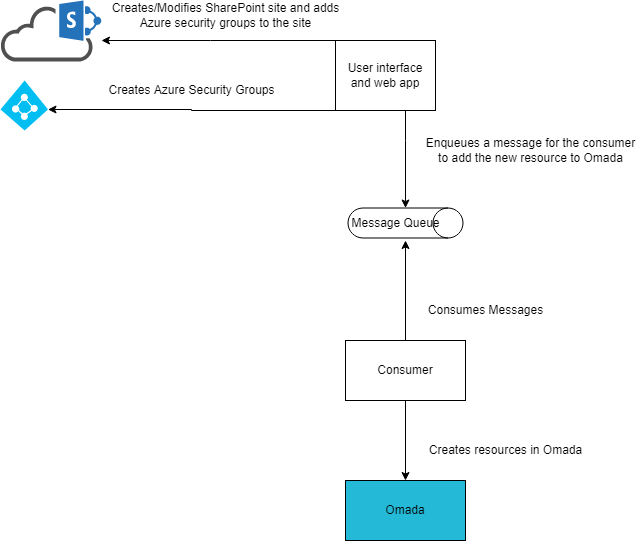 Creates/Modifies SharePoint site and adds
Azure security groups to the site
S
User interface
and web app
Creates Azure Security Groups
Enqueues a message for the consumer
to add the new resource to Omada
Message Queue
Consumes Messages
Consumer
Creates resources in Omada
Omada